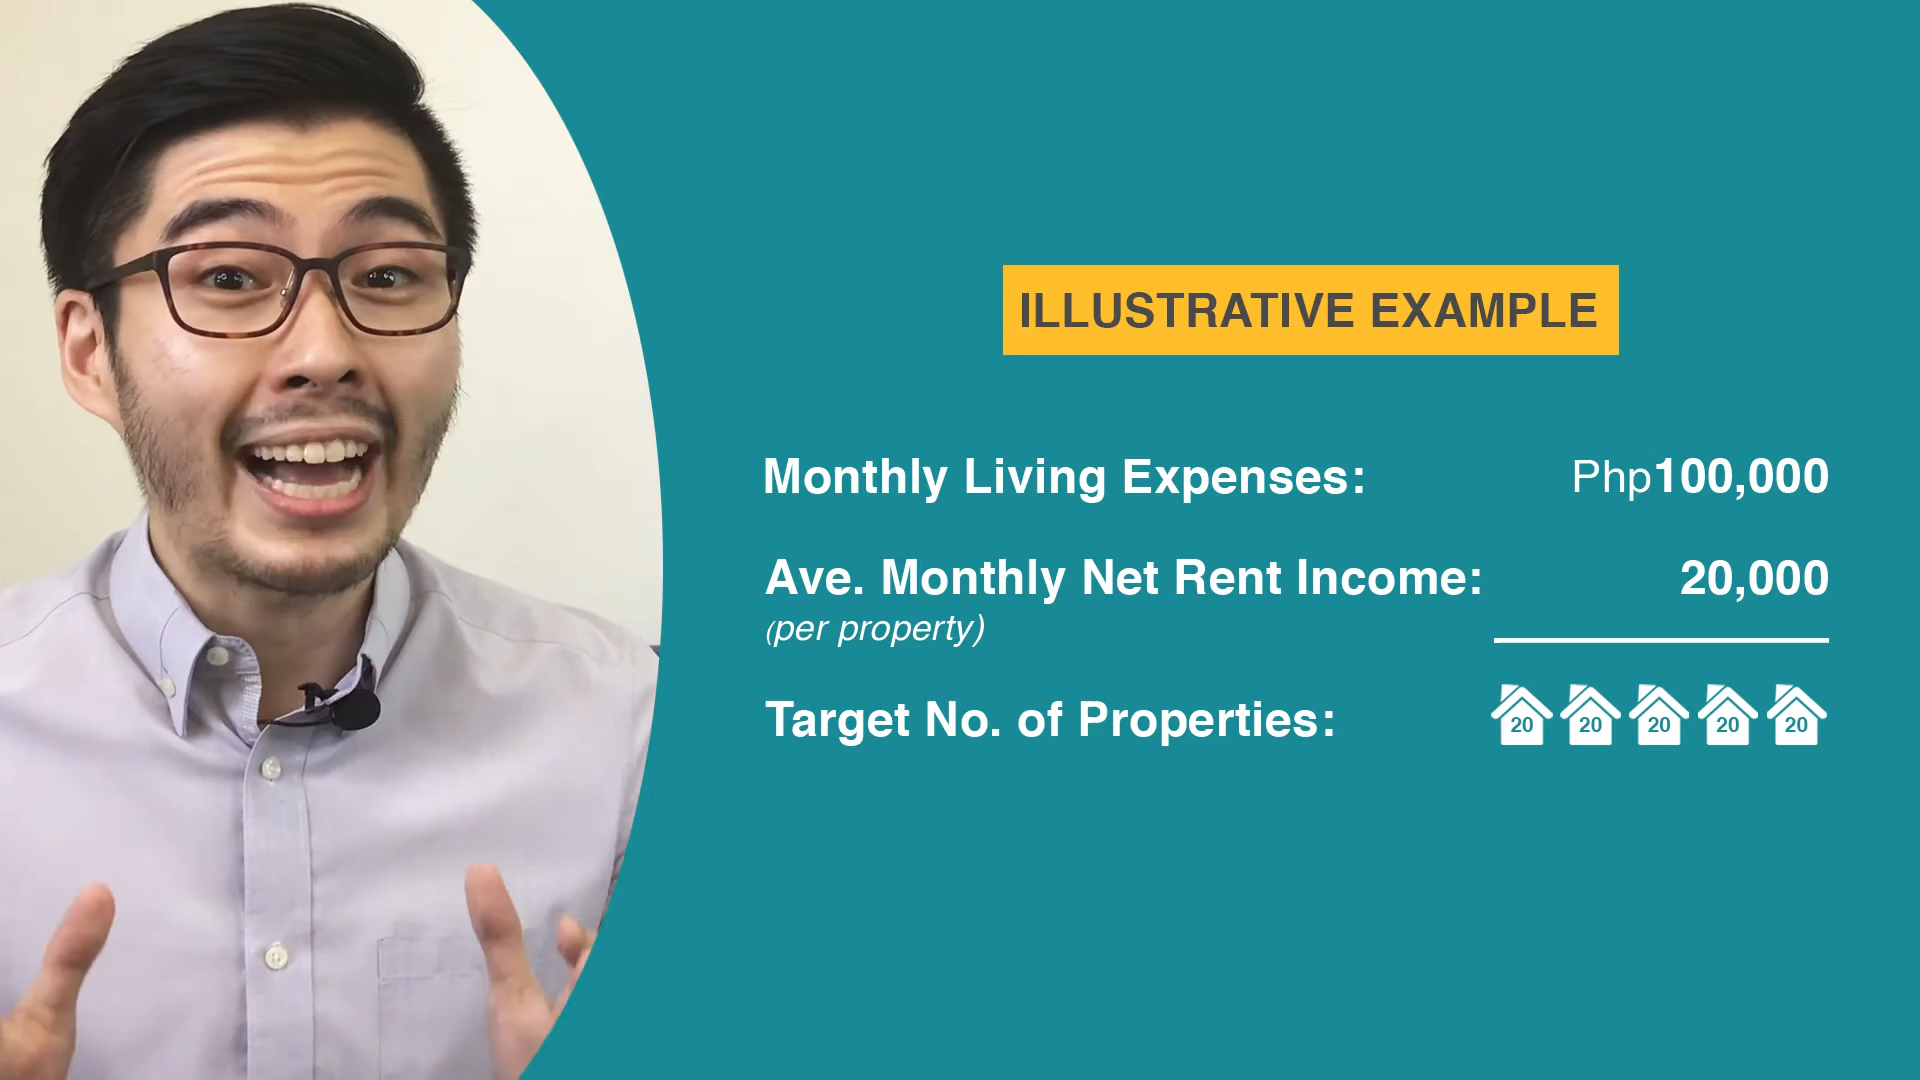 ILLUSTRATIVE EXAMPLE
Monthly Living Expenses: Php100,000
Ave. Monthly Net Rent Income: 20,000
(per property)
Target No. of Properties: 20 20 20 20 20